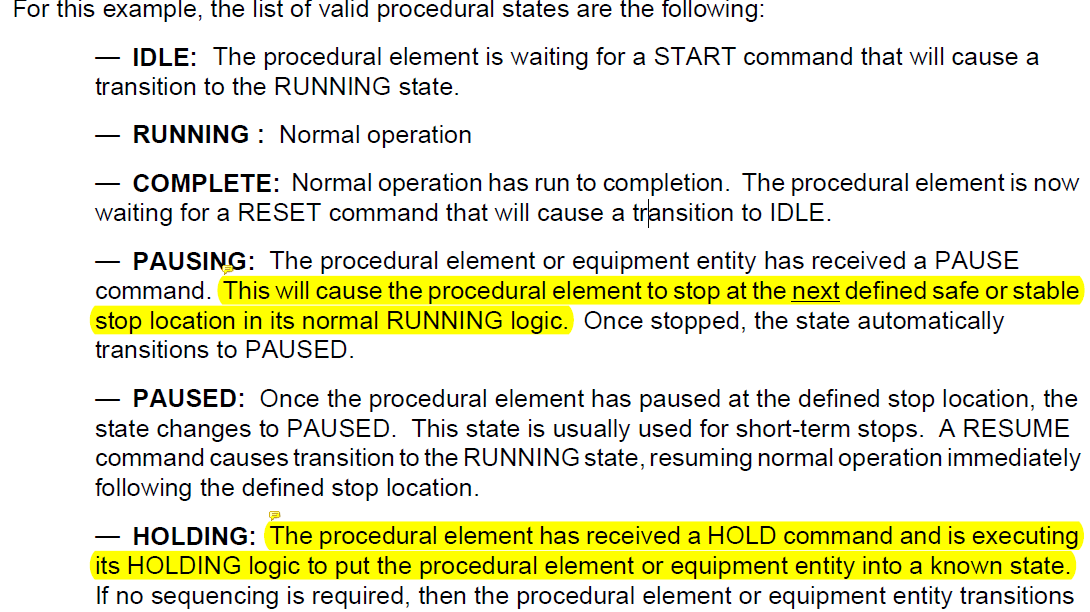 For this example, the list of valid procedural states are the following:
— IDLE: The procedural element is waiting for a START command that will cause a
transition to the RUNNING state.
— RUNNING : Normal operation
— COMPLETE: Normal operation has run to completion. The procedural element is now
waiting for a RESET command that will cause a transition to IDLE.
— PAUSING: The procedural element or equipment entity has received a PAUSE
command. This will cause the procedural element to stop at the next defined safe or stable
stop location in its normal RUNNING logic. Once stopped, the state automatically
transitions to PAUSED.
— PAUSED: Once the procedural element has paused at the defined stop location, the
state changes to PAUSED. This state is usually used for short-term stops. A RESUME
command causes transition to the RUNNING state, resuming normal operation immediately
following the defined stop location.
— HOLDING: The procedural element has received a HOLD command and is executing
its HOLDING logic to put the procedural element or equipment entity into a known state.
If no sequencing is required, then the procedural element or equipment entity transitions